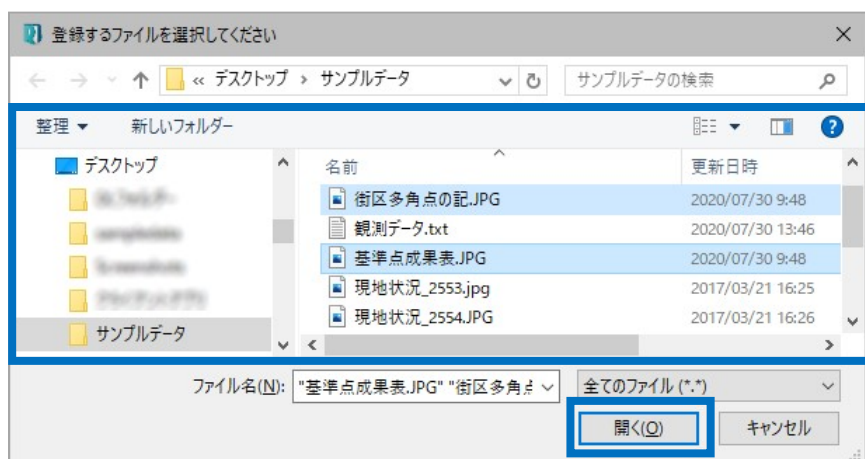 登録するファイルを選択してください
« デスクトップ › サンプルデータ
サンプルデータの検索
整理 新しいフォルダー
デスクトップ
サンプルデータ
名前 更新日時
街区多角点の記.JPG 2020/07/30 9:48
観測データ.txt 2020/07/30 13:46
基準点成果表.JPG 2020/07/30 9:48
現地状況_2553.jpg 2017/03/21 16:25
現地状況_2554.JPG 2017/03/21 16:26
ファイル名(N): "基準点成果表.JPG" "街区多角 全てのファイル (*.*)
開く(O) キャンセル